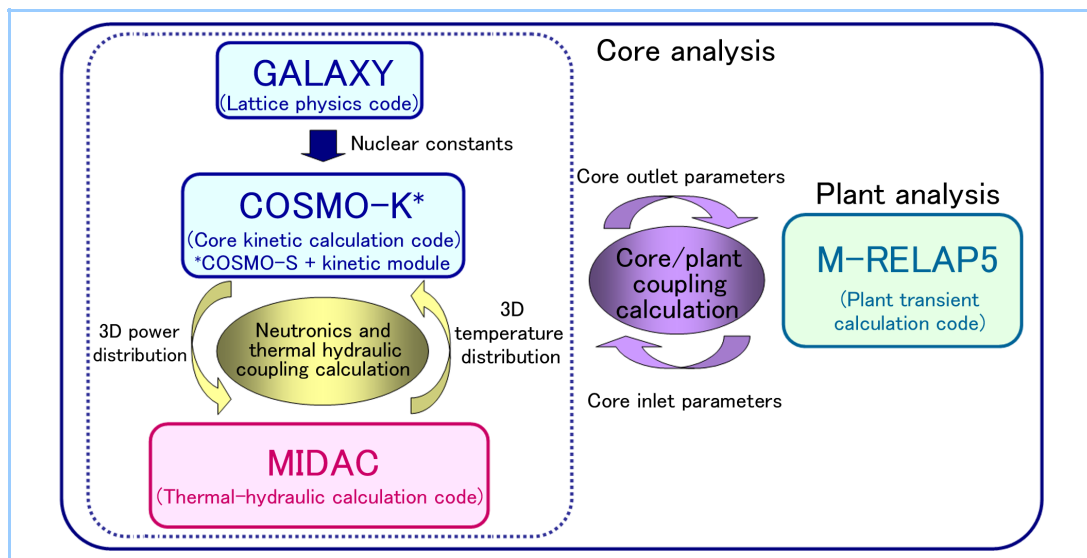 Core analysis
GALAXY
(Lattice physics code)
Nuclear constants
COSMO-K*
(Core kinetic calculation code)
*COSMO-S + kinetic module
3D power
distribution
Neutronics and
thermal hydraulic
coupling calculation
3D
temperature
distribution
MIDAC
(Thermal-hydraulic calculation code)
Core outlet parameters
Core/plant
coupling
calculation
Core inlet parameters
Plant analysis
M-RELAP5
(Plant transient
calculation code)